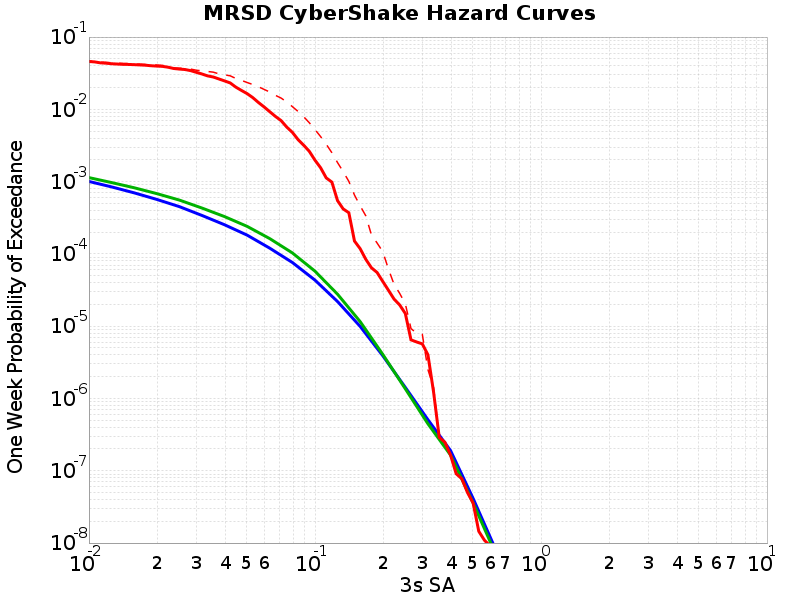 MRSD CyberShake Hazard Curves
One Week Probability of Exceedance
10^-1
10^-2
10^-3
10^-4
10^-5
10^-6
10^-7
10^-8
10^-2 2 3 4 5 6 10^-1 2 3 4 5 6 7 10^0 2 3 4 5 6 7 10^1
3s SA